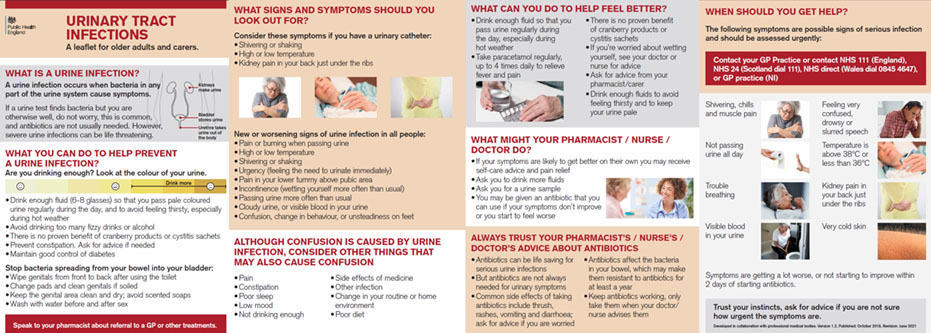 Public Health
England
URINARY TRACT
INFECTIONS
A leaflet for older adults and carers.
WHAT IS A URINE INFECTION?
A urine infection occurs when bacteria in any
part of the urine system cause symptoms.
If a urine test finds bacteria but you are
otherwise well, do not worry, this is common,
and antibiotics are not usually needed. However,
severe urine infections can be life threatening.
Kidneys
make urine
Bladder
stores urine
Urethra takes
urine out of
the body
WHAT YOU CAN DO TO HELP PREVENT
A URINE INFECTION?
Are you drinking enough? Look at the colour of your urine.
Drink more
•Drink enough fluid (6-8 glasses) so that you pass pale coloured
urine regularly during the day, and to avoid feeling thirsty, especially
during hot weather
•Avoid drinking too many fizzy drinks or alcohol
•There is no proven benefit of cranberry products or cystitis sachets
•Prevent constipation. Ask for advice if needed
•Maintain good control of diabetes
Stop bacteria spreading from your bowel into your bladder:
•Wipe genitals from front to back after using the toilet
•Change pads and clean genitals if soiled
•Keep the genital area clean and dry; avoid scented soaps
•Wash with water before and after sex
Speak to your pharmacist about referral to a GP or other treatments.
WHAT SIGNS AND SYMPTOMS SHOULD YOU
LOOK OUT FOR?
Consider these symptoms if you have a urinary catheter:
•Shivering or shaking
•High or low temperature
•Kidney pain in your back just under the ribs
New or worsening signs of urine infection in all people:
•Pain or burning when passing urine
•High or low temperature
•Shivering or shaking
•Urgency (feeling the need to urinate immediately)
•Pain in your lower tummy above pubic area
•Incontinence (wetting yourself more often than usual)
•Passing urine more often than usual
•Cloudy urine, or visible blood in your urine
•Confusion, change in behaviour, or unsteadiness on feet
ALTHOUGH CONFUSION IS CAUSED BY URINE
INFECTION, CONSIDER OTHER THINGS THAT
MAY ALSO CAUSE CONFUSION
•Pain
•Constipation
•Poor sleep
•Low mood
•Not drinking enough
•Side effects of medicine
•Other infection
•Change in your routine or home
environment
•Poor diet
WHAT CAN YOU DO TO HELP FEEL BETTER?
•Drink enough fluid so that you
pass urine regularly during
the day, especially during
hot weather
•Take paracetamol regularly,
up to 4 times daily to relieve
fever and pain
•There is no proven benefit
of cranberry products or
cystitis sachets
•If you're worried about wetting
yourself, see your doctor
or nurse for advice
•Ask for advice from your
pharmacist/carer
•Drink enough fluids to avoid
feeling thirsty and to keep
your urine pale
WHAT MIGHT YOUR PHARMACIST / NURSE /
DOCTOR DO?
•If your symptoms are likely to get better on their own you may receive
self-care advice and pain relief
•Ask you to drink more fluids
•Ask you for a urine sample
•You may be given an antibiotic that you
can use if your symptoms don't improve
or you start to feel worse
ALWAYS TRUST YOUR PHARMACIST'S / NURSE'S /
DOCTOR'S ADVICE ABOUT ANTIBIOTICS
•Antibiotics can be life saving for
serious urine infections
•But antibiotics are not always
needed for urinary symptoms
•Common side effects of taking
antibiotics include thrush,
rashes, vomiting and diarrhoea;
ask for advice if you are worried
•Antibiotics affect the bacteria
in your bowel, which may make
them resistant to antibiotics for
at least a year
•Keep antibiotics working, only
take them when your doctor/
nurse advises them
WHEN SHOULD YOU GET HELP?
The following symptoms are possible signs of serious infection
and should be assessed urgently:
Contact your GP Practice or contact NHS 111 (England),
NHS 24 (Scotland dial 111), NHS direct (Wales dial 0845 4647),
or GP practice (NI)
Shivering, chills
and muscle pain
Feeling very
confused,
drowsy or
slurred speech
Not passing
urine all day
Temperature is
above 38°C or
less than 36°C
Trouble
breathing
Kidney pain in
your back just
under the ribs
Visible blood
in your urine
Very cold skin
Symptoms are getting a lot worse, or not starting to improve within
2 days of starting antibiotics.
Trust your instincts, ask for advice if you are not sure
how urgent the symptoms are.
Developed in collaboration with professional medical bodies. Version 1.2, Published: October 2018, Revision: June 2021